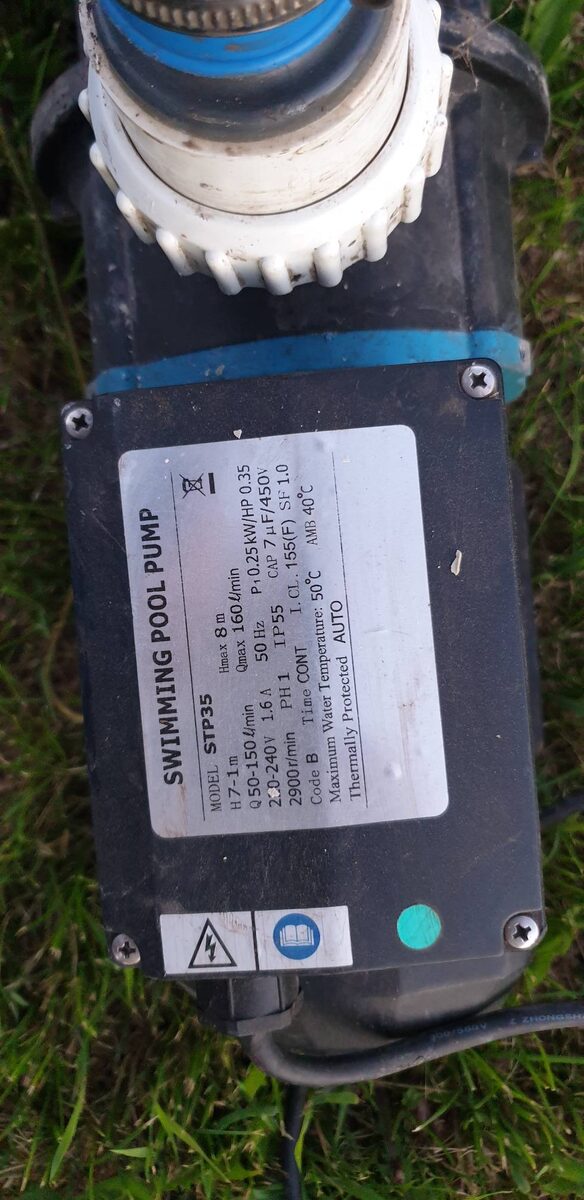 SWIMMING POOL PUMP
MODEL STP35
H 7-1 m Hmax 8 m
Q 50-150 ℓ/min Qmax 160 ℓ/min
220-240V 1.6 A 50 Hz P1 0.25 kW/HP 0.35
2900 r/min PH 1 IP55 CAP 7 µF/450V
Code B Time CONT I. CL. 155(F) SF 1.0
Maximum Water Temperature: 50°C AMB 40°C
Thermally Protected AUTO